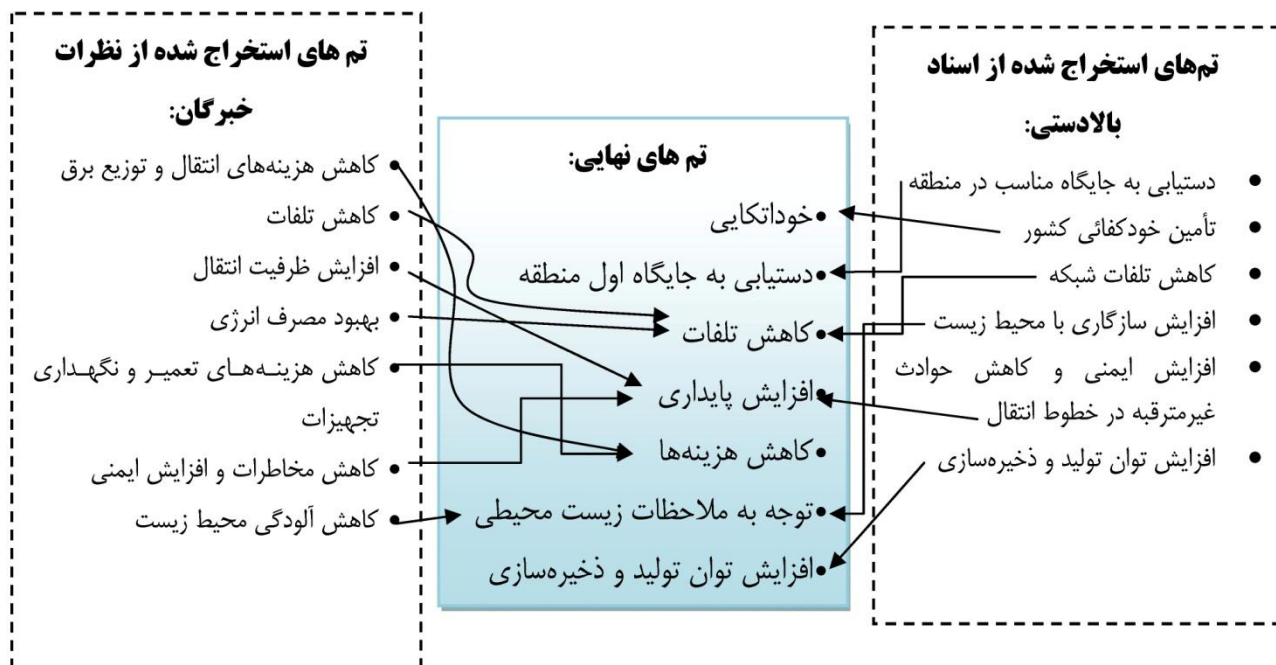 تم‌های استخراج شده از اسناد
بالادستی:
• دستیابی به جایگاه مناسب در منطقه
• تأمین خودکفائی کشور
• کاهش تلفات شبکه
• افزایش سازگاری با محیط زیست
• افزایش ایمنی و کاهش حوادث
غیرمترقبه در خطوط انتقال
• افزایش توان تولید و ذخیره‌سازی
تم های نهایی:
•خوداتکایی
•دستیابی به جایگاه اول منطقه
•کاهش تلفات
•افزایش پایداری
•کاهش هزینه‌ها
•توجه به ملاحظات زیست محیطی
•افزایش توان تولید و ذخیره‌سازی
تم های استخراج شده از نظرات
خبرگان:
• کاهش هزینه‌های انتقال و توزیع برق
• کاهش تلفات
• افزایش ظرفیت انتقال
• بهبود مصرف انرژی
• کاهش هزینـه‌هـای تعمیـر و نگهـداری
تجهیزات
• کاهش مخاطرات و افزایش ایمنی
• کاهش آلودگی محیط زیست